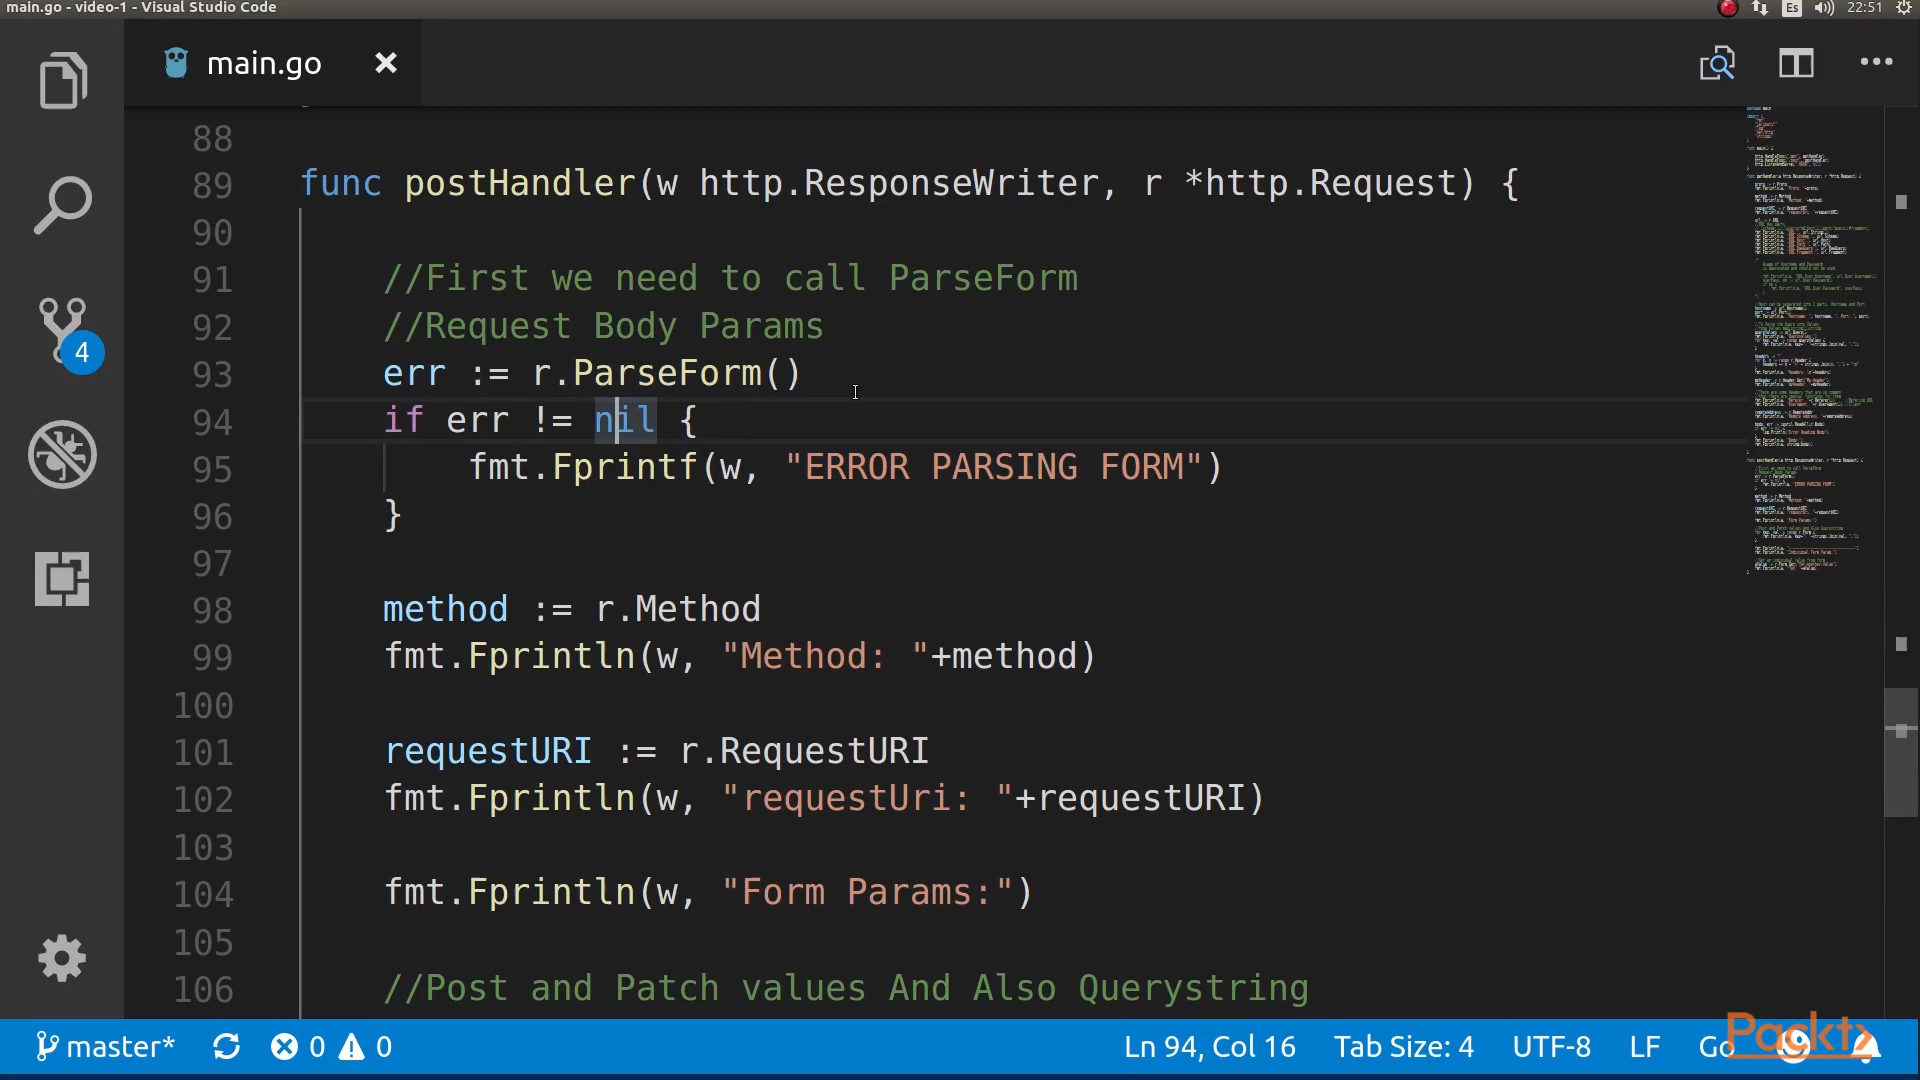 main.go - video-1 - Visual Studio Code
Es 22:51
main.go
88
89 func postHandler(w http.ResponseWriter, r *http.Request) {
90
91 //First we need to call ParseForm
92 //Request Body Params
93 err := r.ParseForm()
94 if err != nil {
95 fmt.Fprintf(w, "ERROR PARSING FORM")
96 }
97
98 method := r.Method
99 fmt.Fprintln(w, "Method: "+method)
100
101 requestURI := r.RequestURI
102 fmt.Fprintln(w, "requestUri: "+requestURI)
103
104 fmt.Fprintln(w, "Form Params:")
105
106 //Post and Patch values And Also Querystring
4
master* 0 0 Ln 94, Col 16 Tab Size: 4 UTF-8 LF Go
Packt